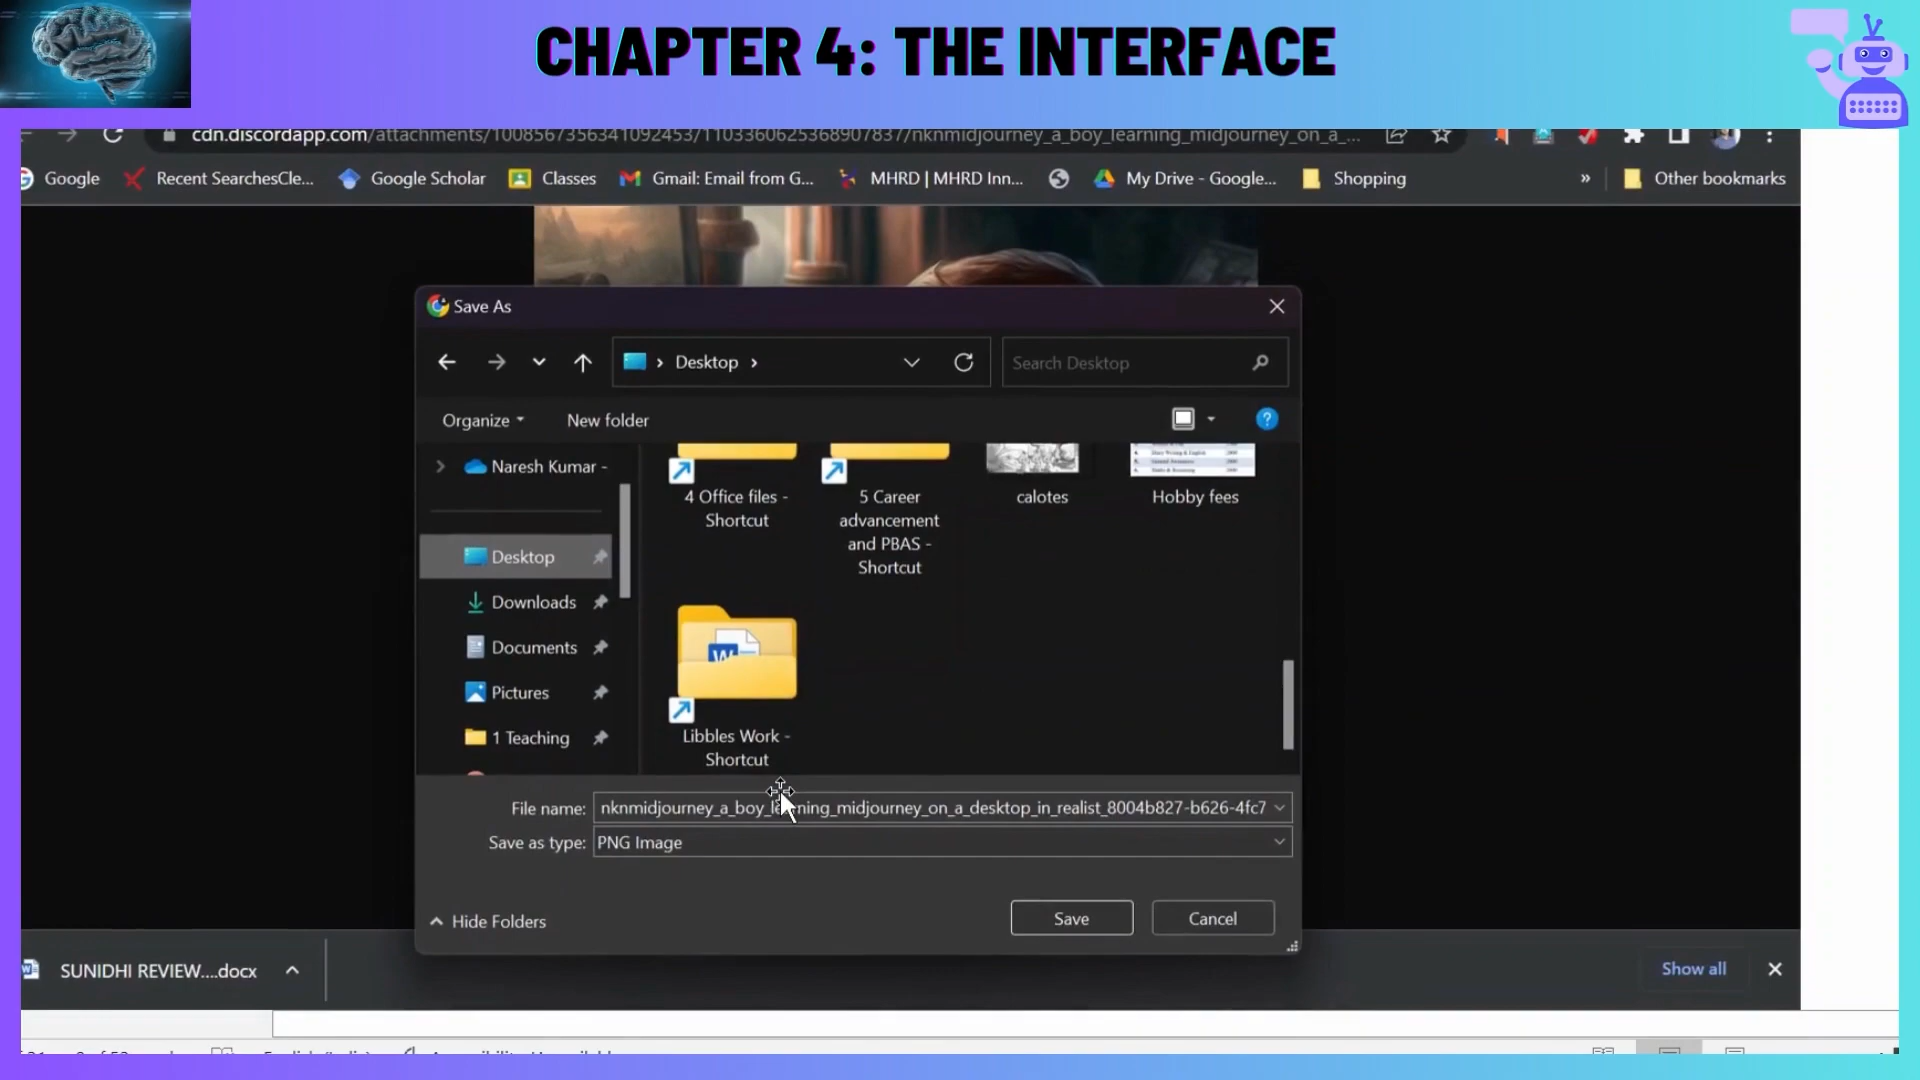 CHAPTER 4: THE INTERFACE
cdn.discordapp.com/attachments/1008567356341092453/1103360625368907837/nknmidjourney_a_boy_learning_midjourney_on_a_...
Google
Recent SearchesCle...
Google Scholar
Classes
Gmail: Email from G...
MHRD | MHRD Inn...
My Drive - Google...
Shopping
»
Other bookmarks
Save As
Desktop
Search Desktop
Organize
New folder
Naresh Kumar -
Desktop
Downloads
Documents
Pictures
1 Teaching
4 Office files -
Shortcut
5 Career
advancement
and PBAS -
Shortcut
calotes
Hobby fees
Libbles Work -
Shortcut
File name:
nknmidjourney_a_boy_learning_midjourney_on_a_desktop_in_realist_8004b827-b626-4fc7
Save as type:
PNG Image
Hide Folders
Save
Cancel
SUNIDHI REVIEW....docx
Show all